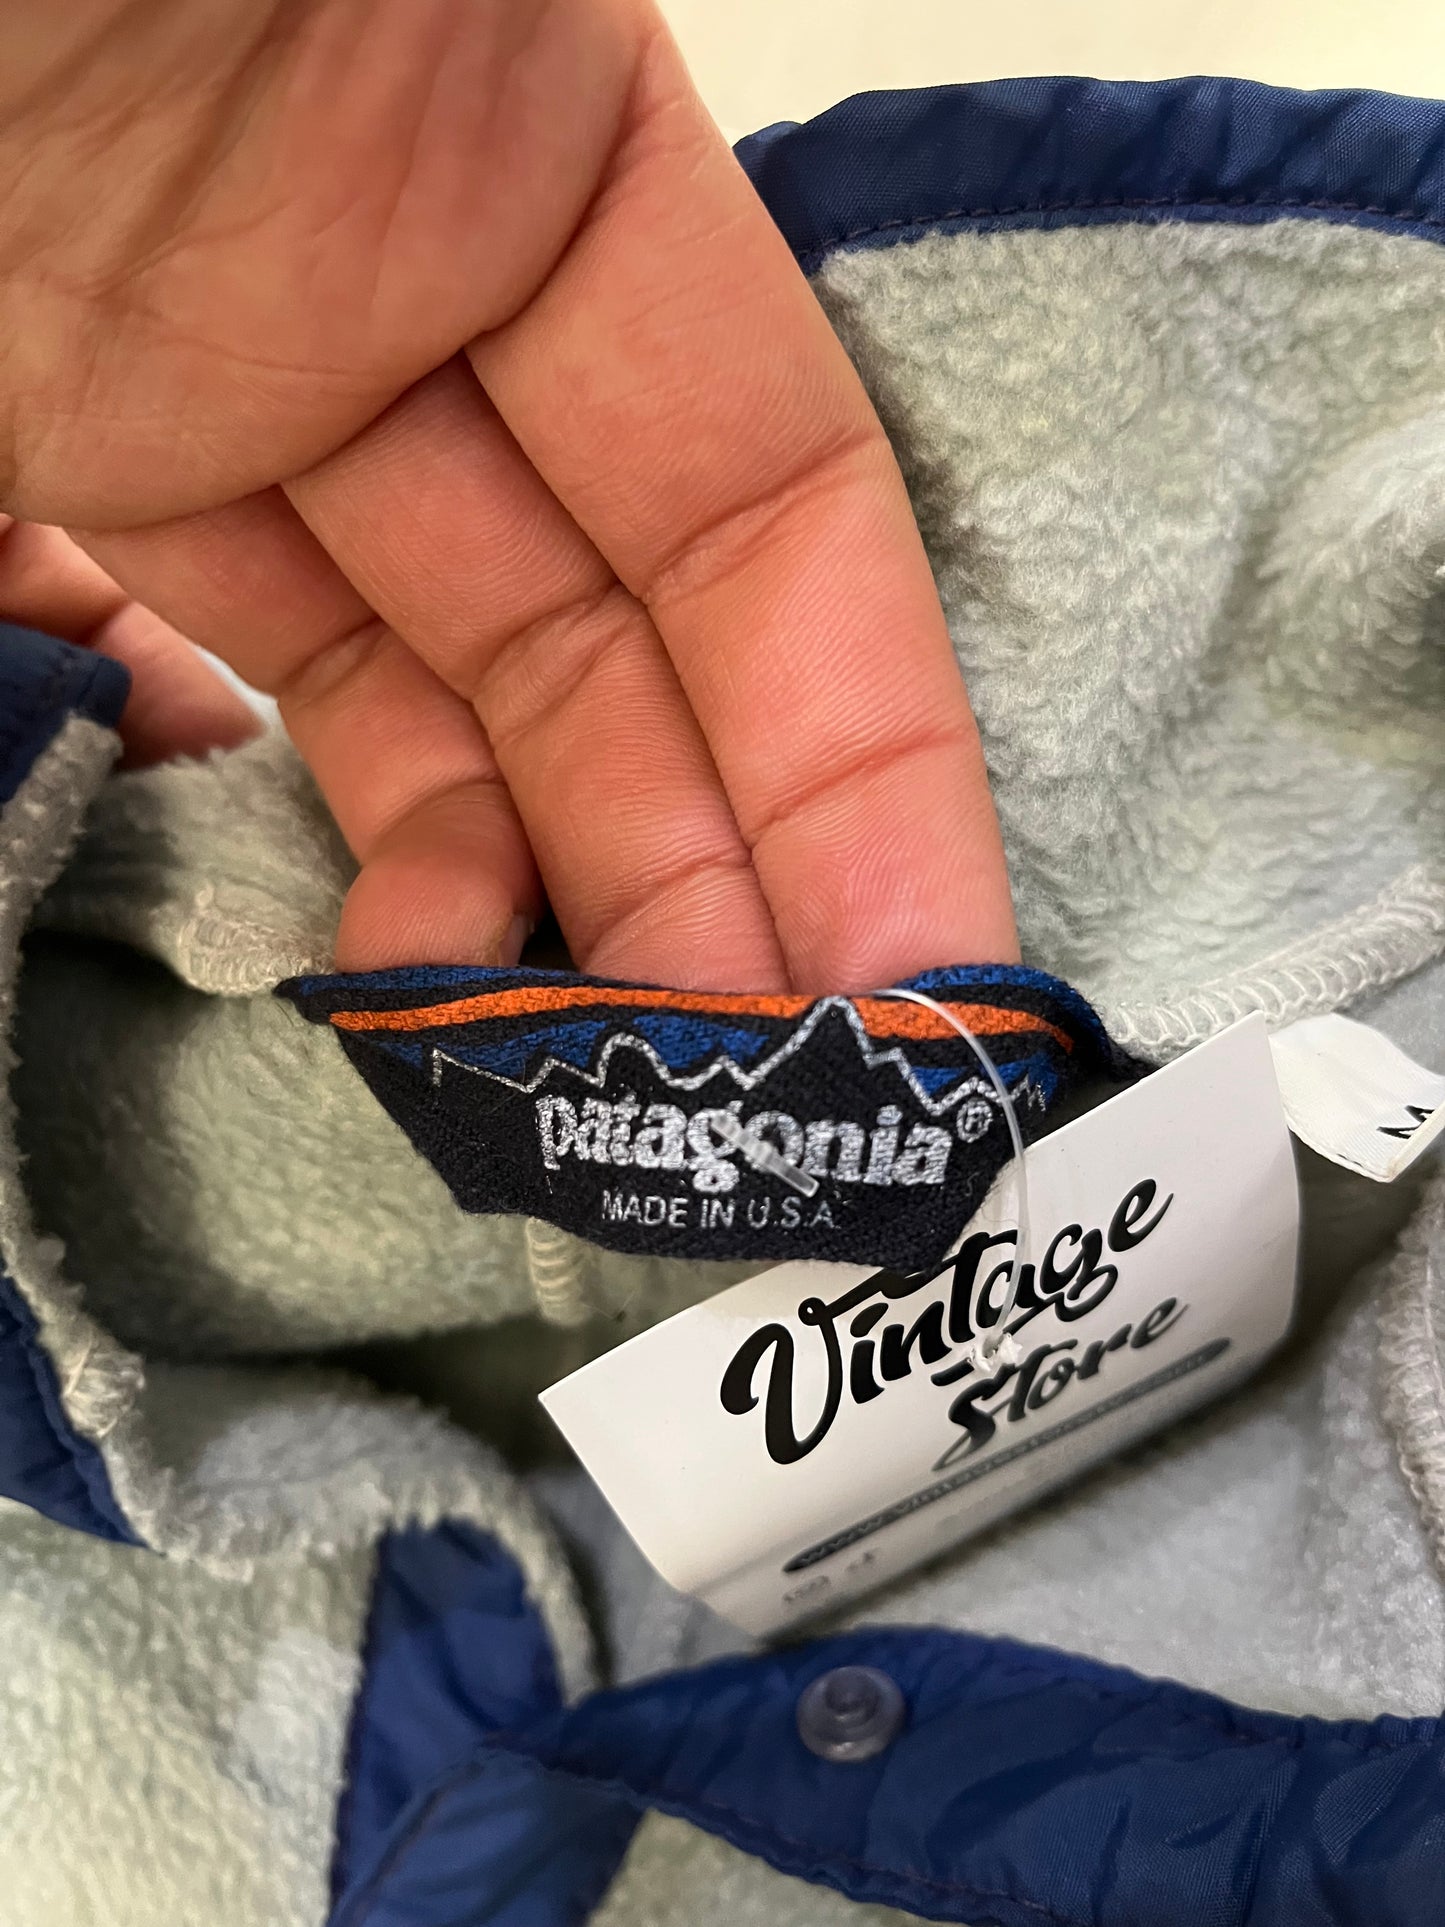 patagonia®
MADE IN U.S.A.
M
Vintage
Store